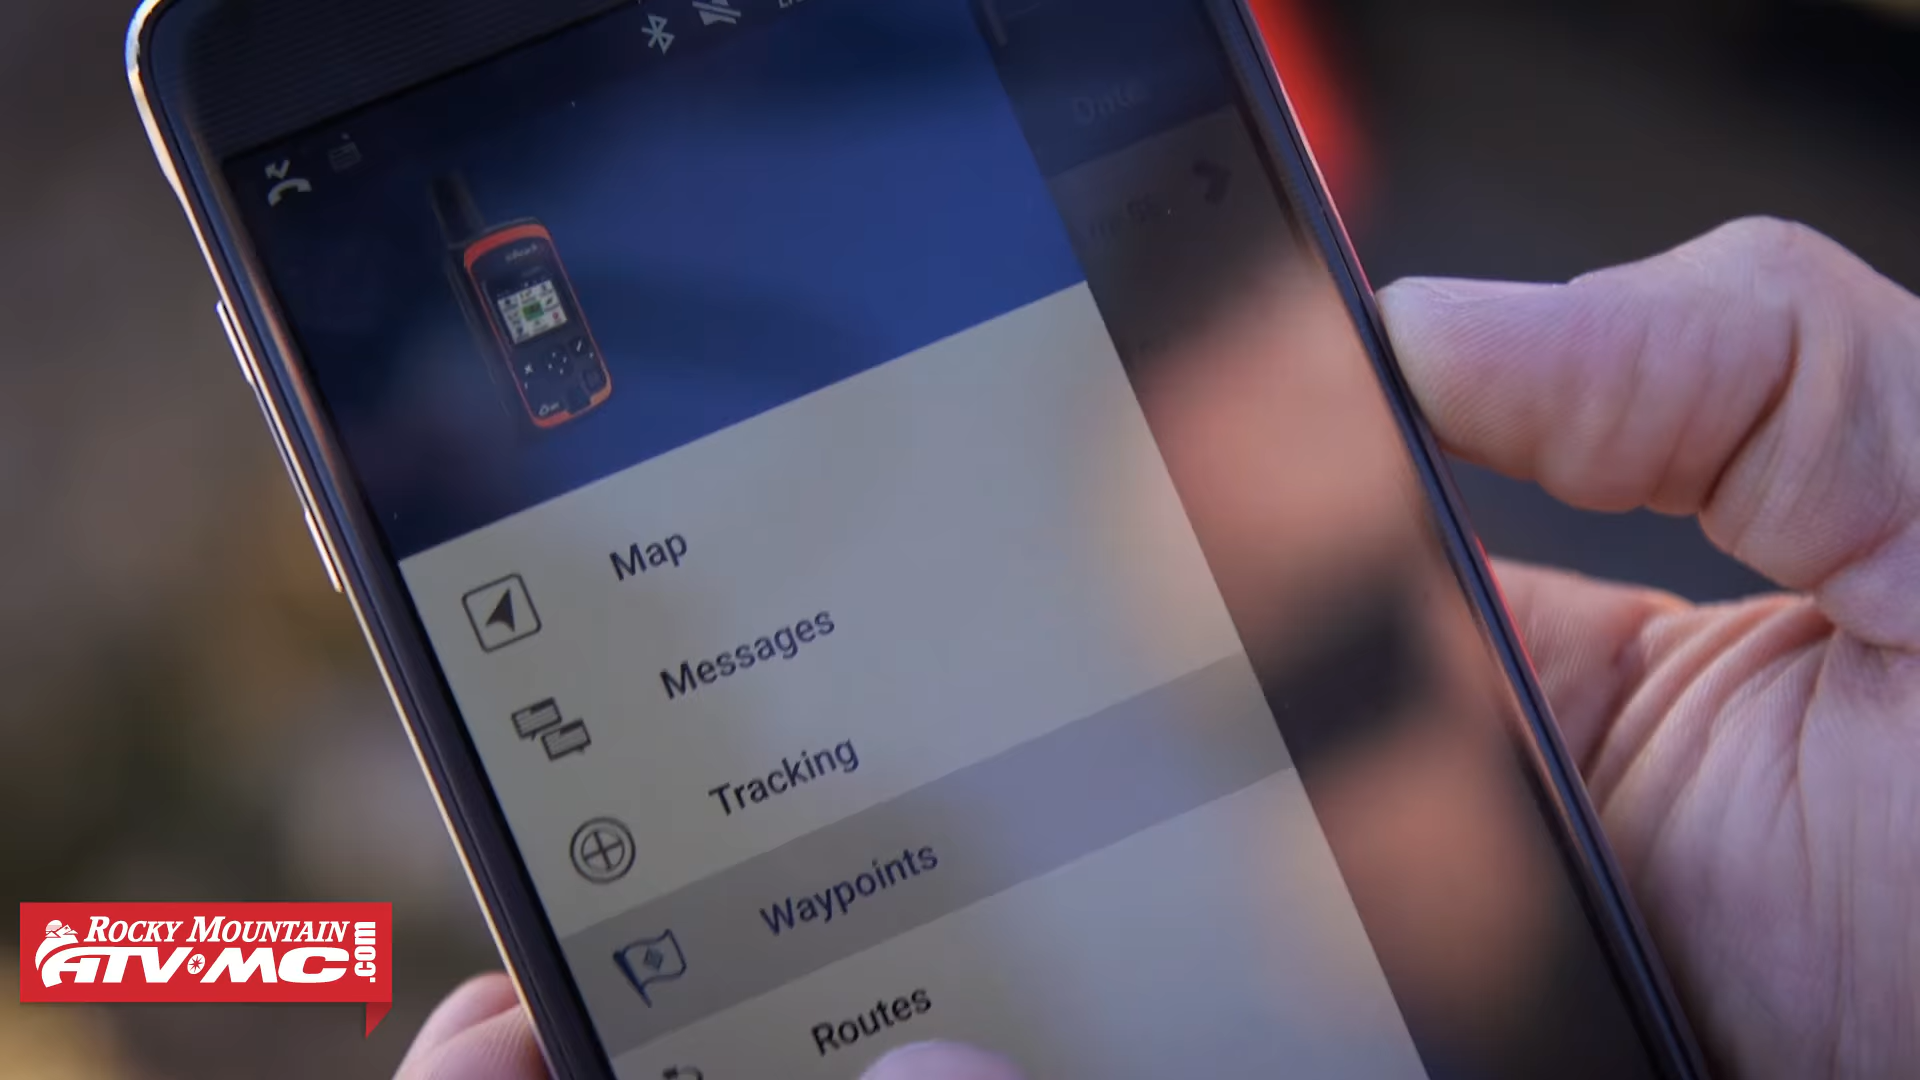 Map
Messages
Tracking
Waypoints
Routes
ROCKY MOUNTAIN
ATV MC .com